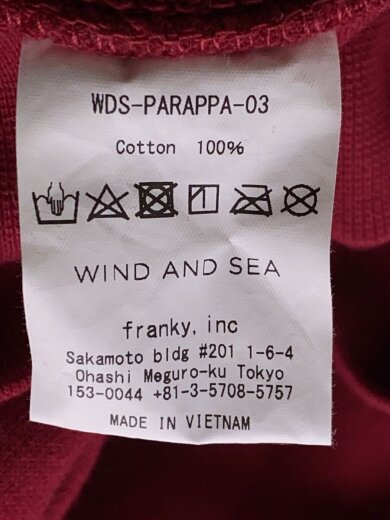 WDS-PARAPPA-03
Cotton 100%
WIND AND SEA
franky, inc
Sakamoto bldg #201 1-6-4
Ohashi Meguro-ku Tokyo
153-0044 +81-3-5708-5757
MADE IN VIETNAM